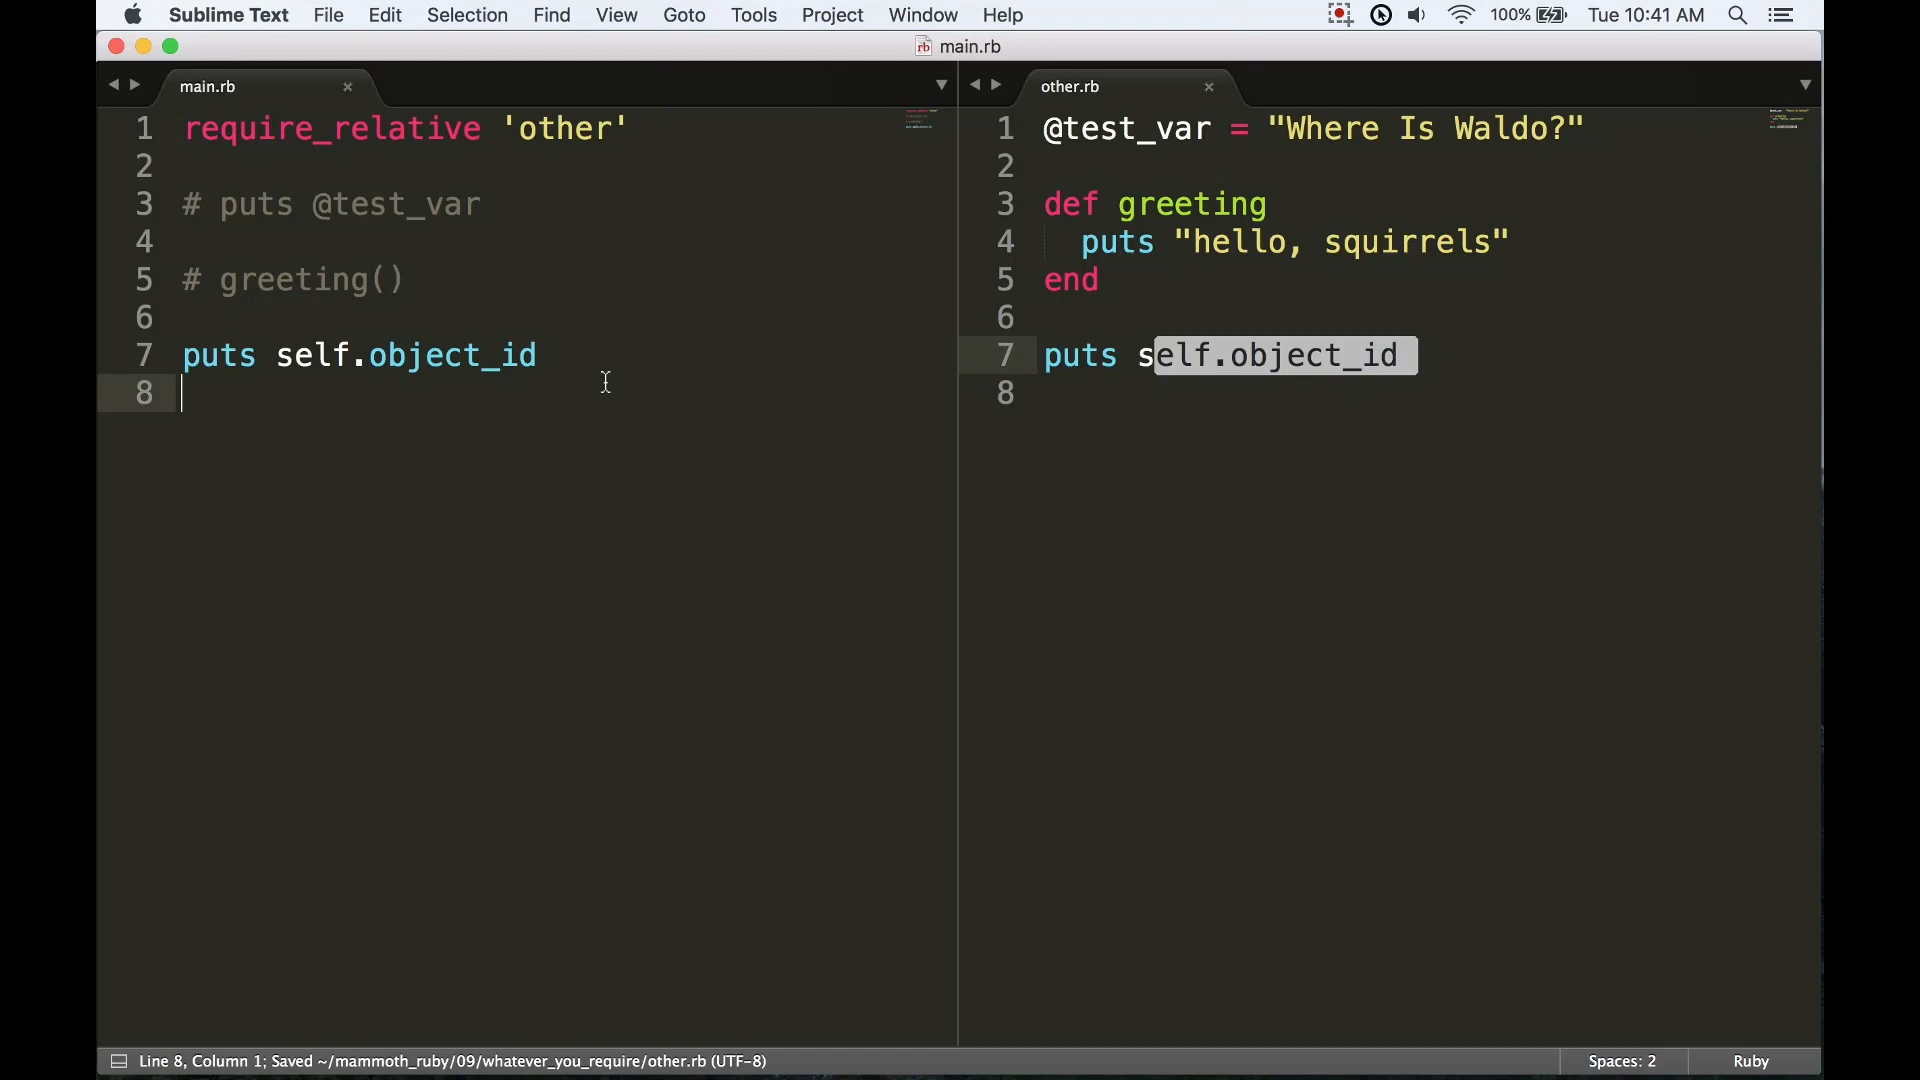 Sublime Text File Edit Selection Find View Goto Tools Project Window Help 100% Tue 10:41 AM
rb main.rb
main.rb ×
1 require_relative 'other'
2
3 # puts @test_var
4
5 # greeting()
6
7 puts self.object_id
8
other.rb ×
1 @test_var = "Where Is Waldo?"
2
3 def greeting
4 puts "hello, squirrels"
5 end
6
7 puts self.object_id
8
Line 8, Column 1; Saved ~/mammoth_ruby/09/whatever_you_require/other.rb (UTF-8) Spaces: 2 Ruby